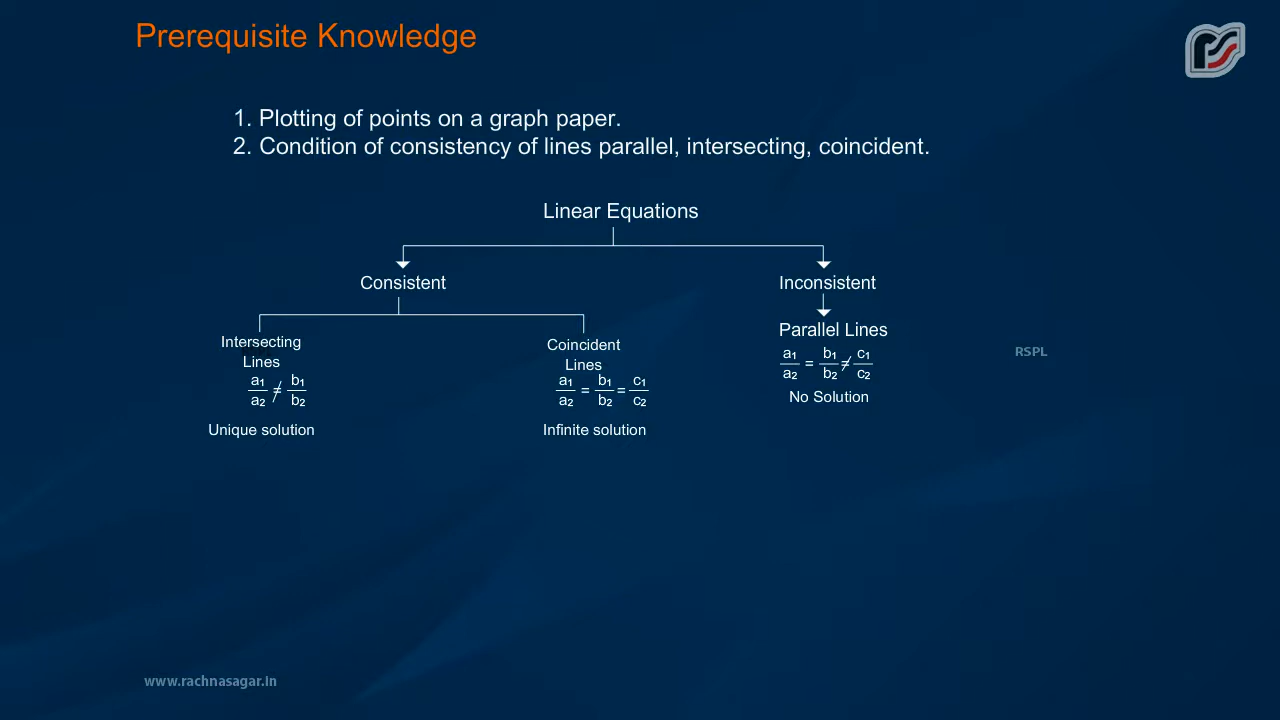 Prerequisite Knowledge
1. Plotting of points on a graph paper.
2. Condition of consistency of lines parallel, intersecting, coincident.
Linear Equations
Consistent
Inconsistent
Intersecting
Lines
a₁/a₂ ≠ b₁/b₂
Unique solution
Coincident
Lines
a₁/a₂ = b₁/b₂ = c₁/c₂
Infinite solution
Parallel Lines
a₁/a₂ = b₁/b₂ ≠ c₁/c₂
No Solution
RSPL
www.rachnasagar.in